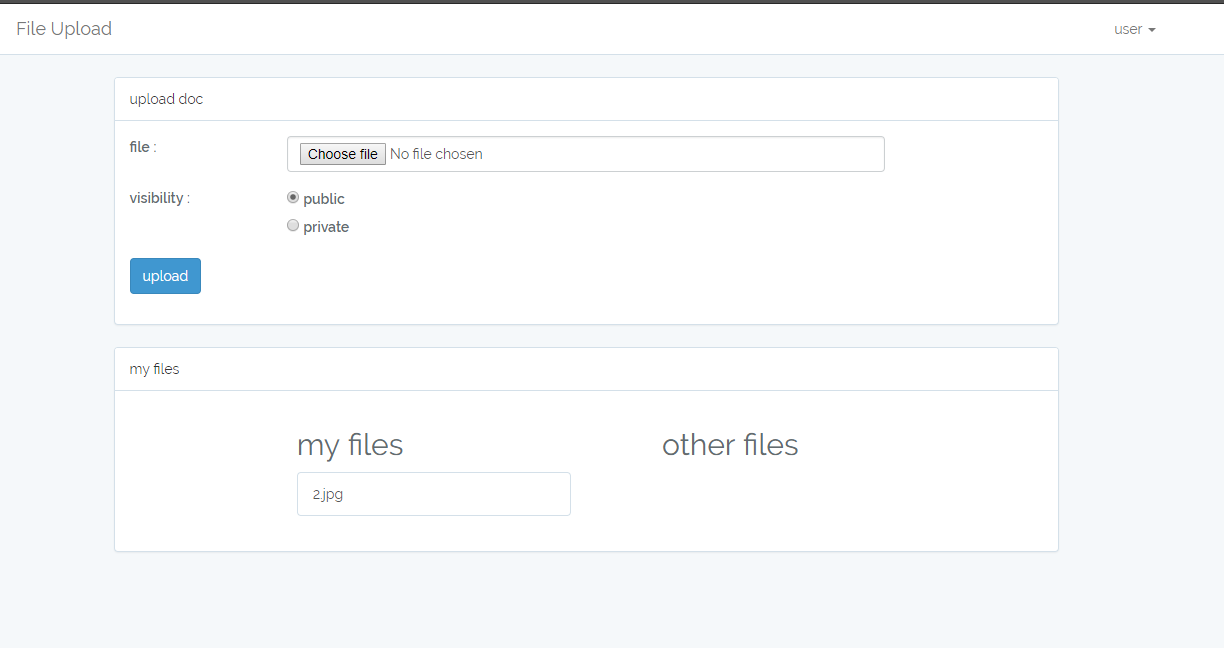 File Upload
user
upload doc
file :
Choose file No file chosen
visibility :
public
private
upload
my files
my files
other files
2.jpg